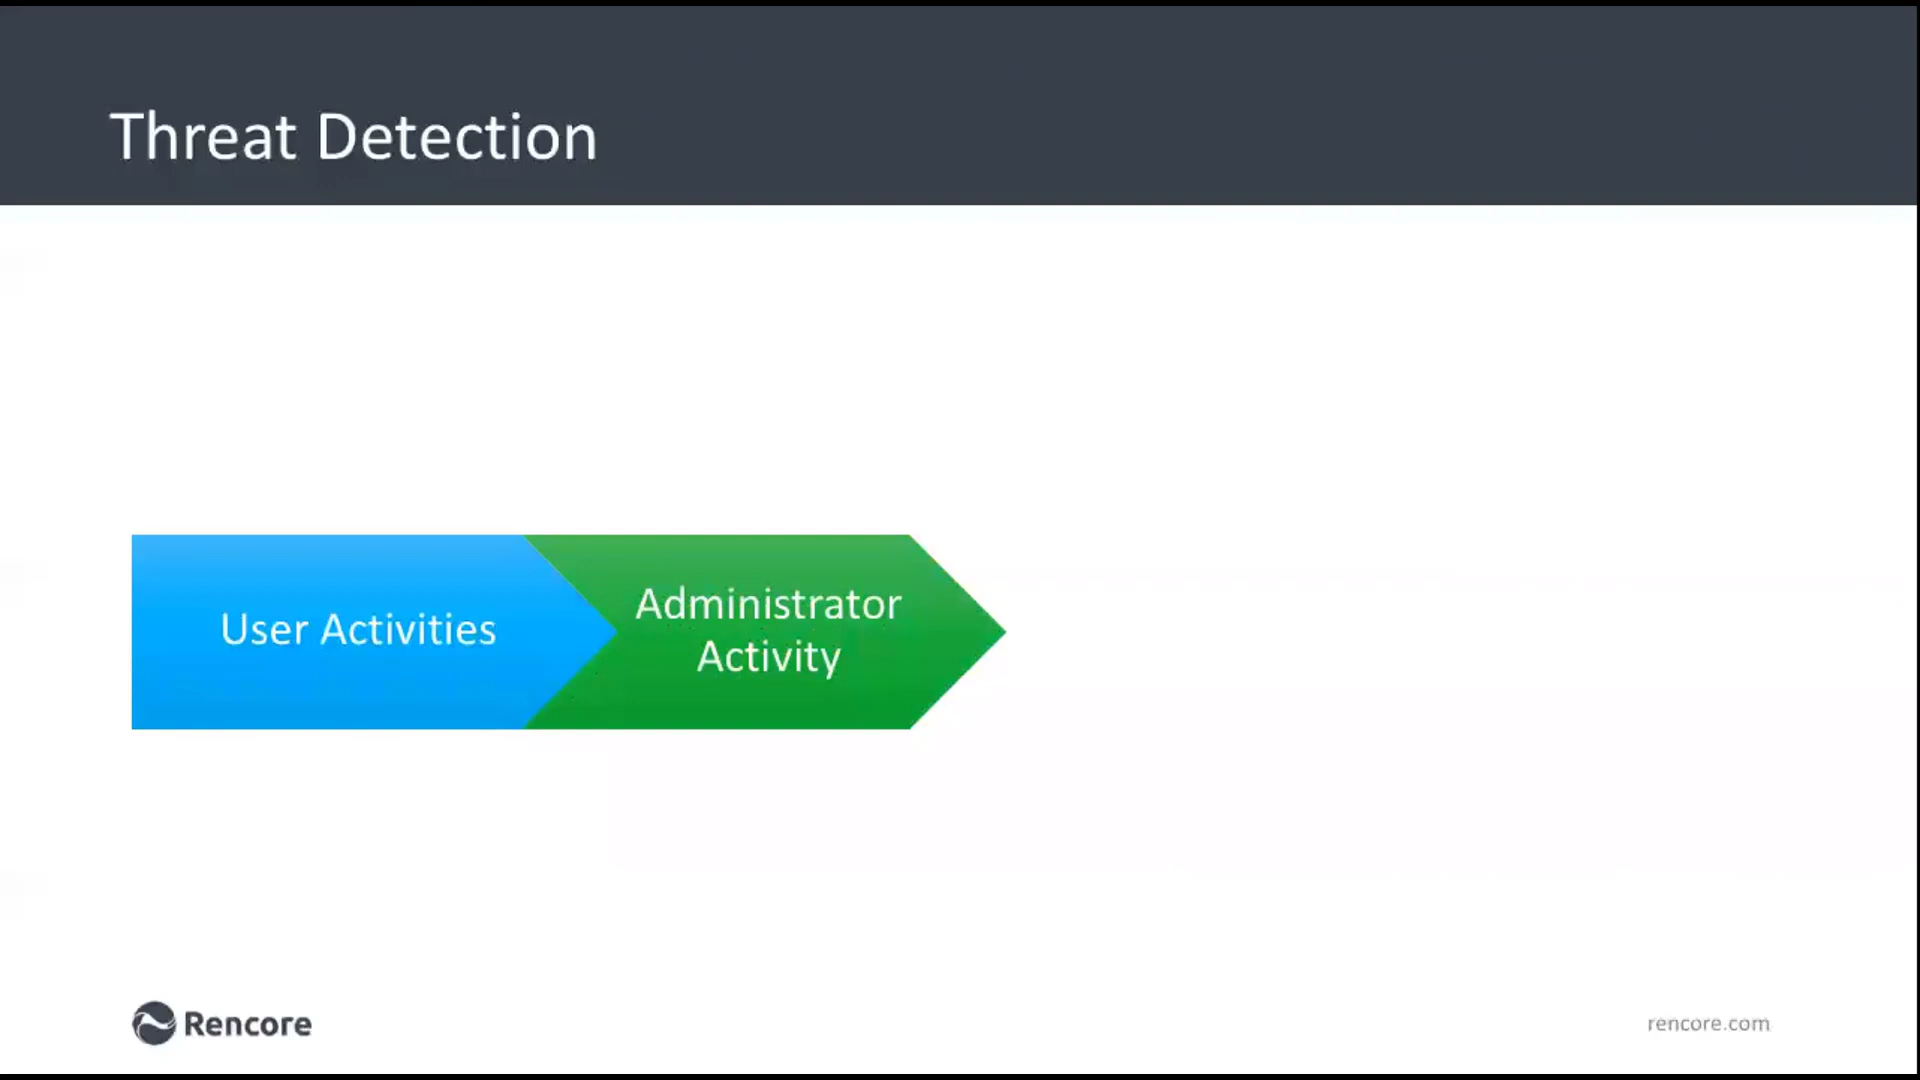 Threat Detection
User Activities
Administrator
Activity
Rencore
rencore.com